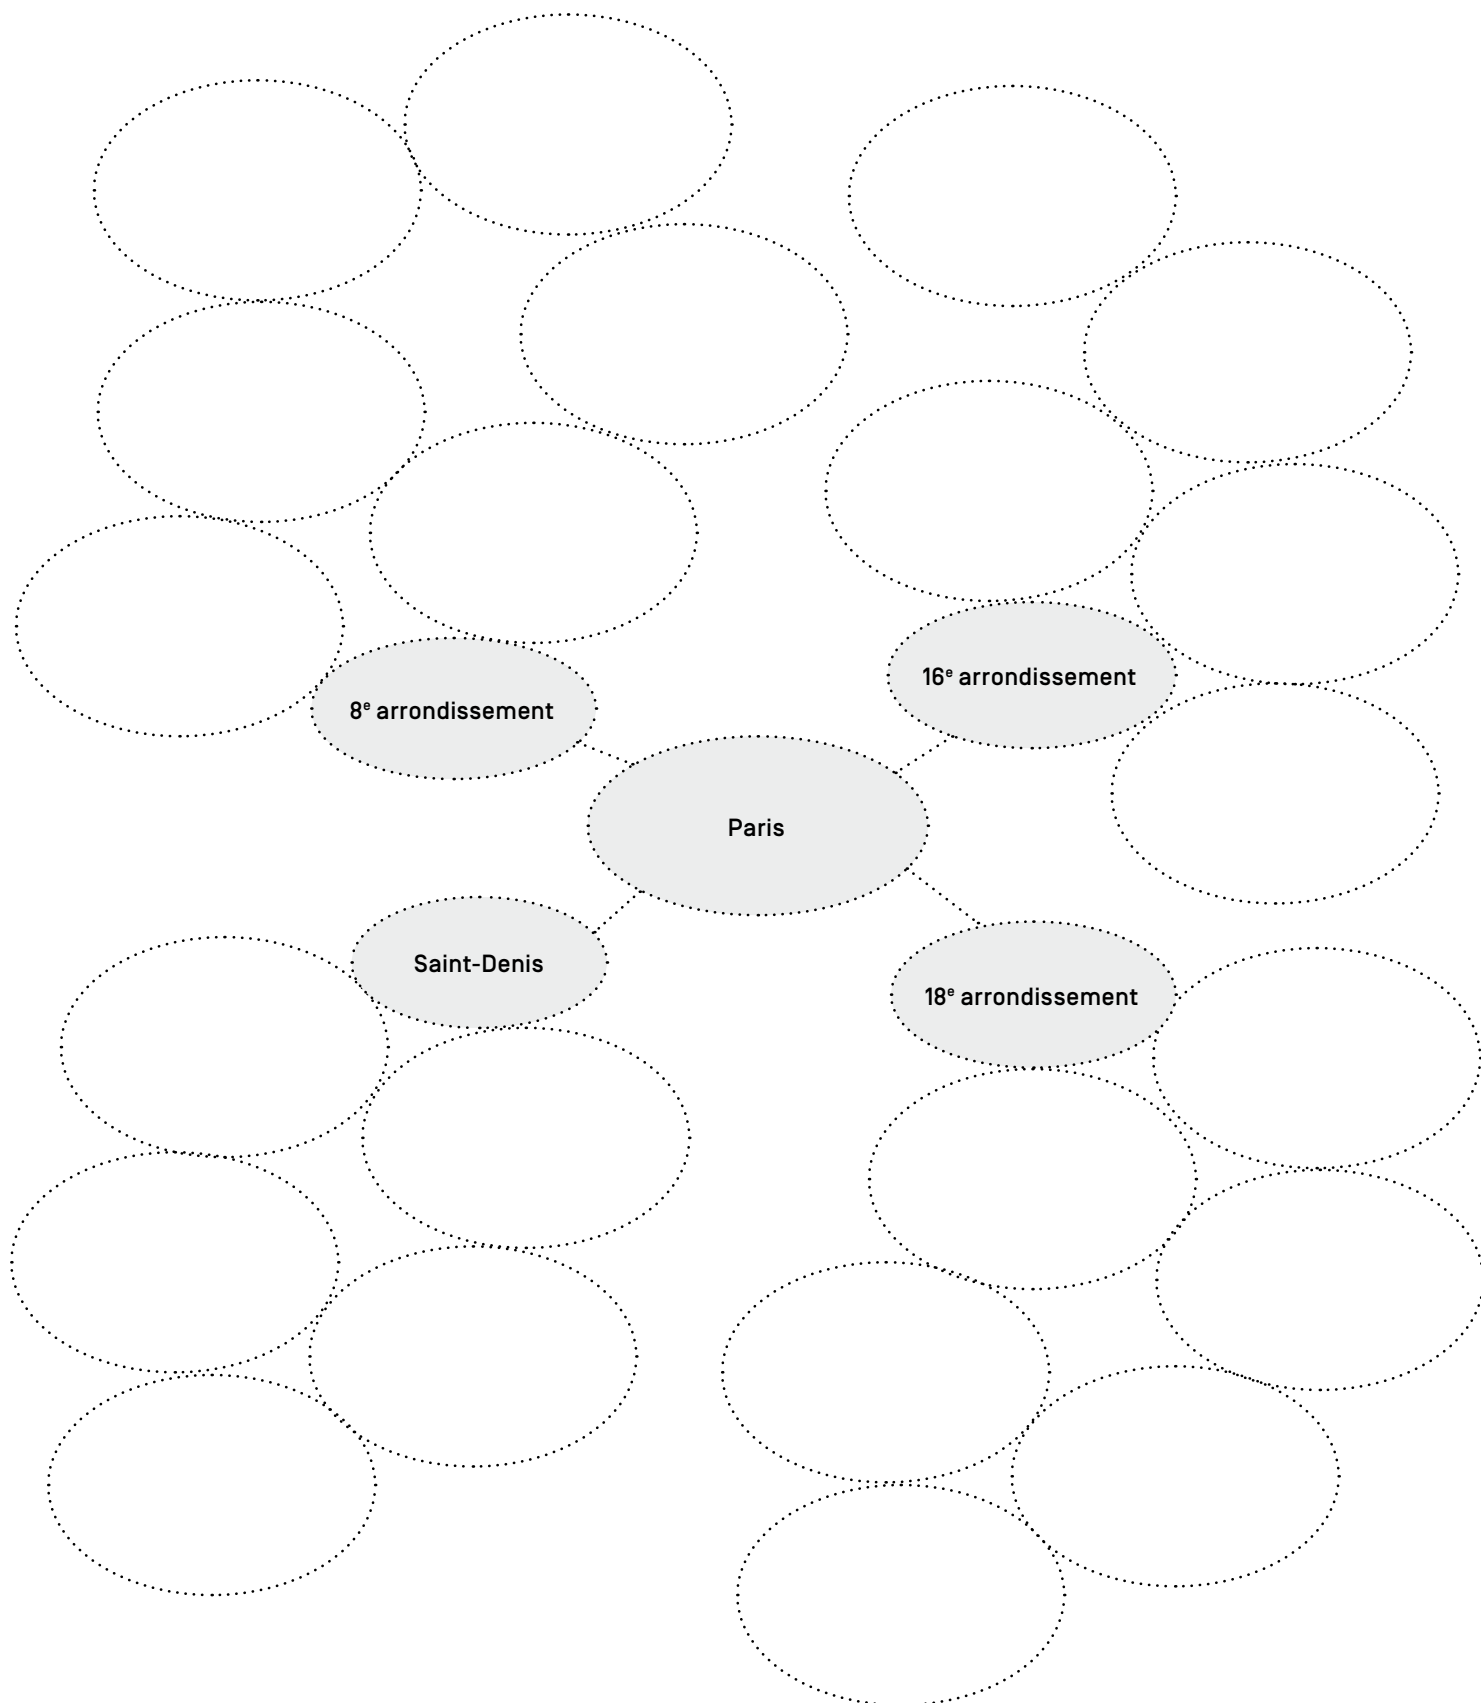 16ᵉ arrondissement
8ᵉ arrondissement
Paris
Saint-Denis
18ᵉ arrondissement